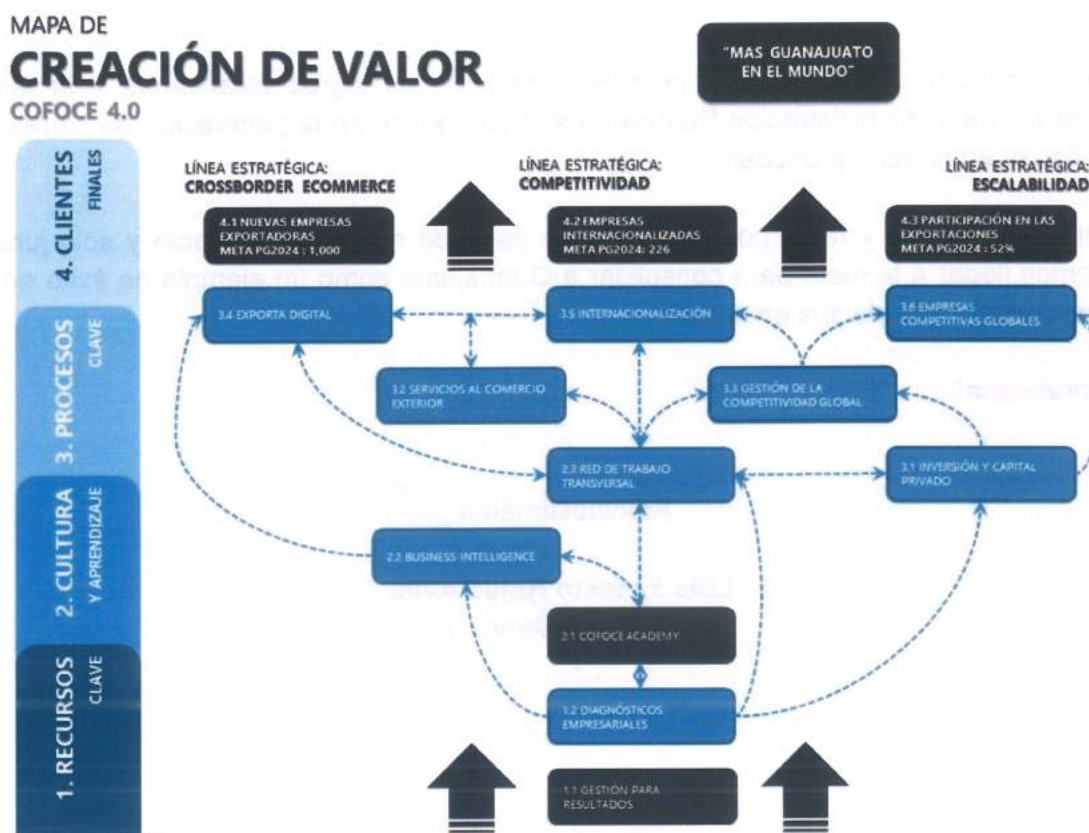 MAPA DE
CREACIÓN DE VALOR
COFOCE 4.0
"MAS GUANAJUATO
EN EL MUNDO"
4. CLIENTES
FINALES
3. PROCESOS
CLAVE
2. CULTURA
Y APRENDIZAJE
1. RECURSOS
CLAVE
LÍNEA ESTRATÉGICA:
CROSSBORDER ECOMMERCE
LÍNEA ESTRATÉGICA:
COMPETITIVIDAD
LÍNEA ESTRATÉGICA:
ESCALABILIDAD
4.1 NUEVAS EMPRESAS
EXPORTADORAS
META PG2024 : 1,000
4.2 EMPRESAS
INTERNACIONALIZADAS
META PG2024: 226
4.3 PARTICIPACIÓN EN LAS
EXPORTACIONES
META PG2024 : 52%
3.4 EXPORTA DIGITAL
3.5 INTERNACIONALIZACIÓN
3.6 EMPRESAS
COMPETITIVAS GLOBALES
3.2 SERVICIOS AL COMERCIO
EXTERIOR
3.3 GESTIÓN DE LA
COMPETITIVIDAD GLOBAL
2.3 RED DE TRABAJO
TRANSVERSAL
3.1 INVERSIÓN Y CAPITAL
PRIVADO
2.2 BUSINESS INTELLIGENCE
2.1 COFOCE ACADEMY
1.2 DIAGNÓSTICOS
EMPRESARIALES
1.1 GESTIÓN PARA
RESULTADOS